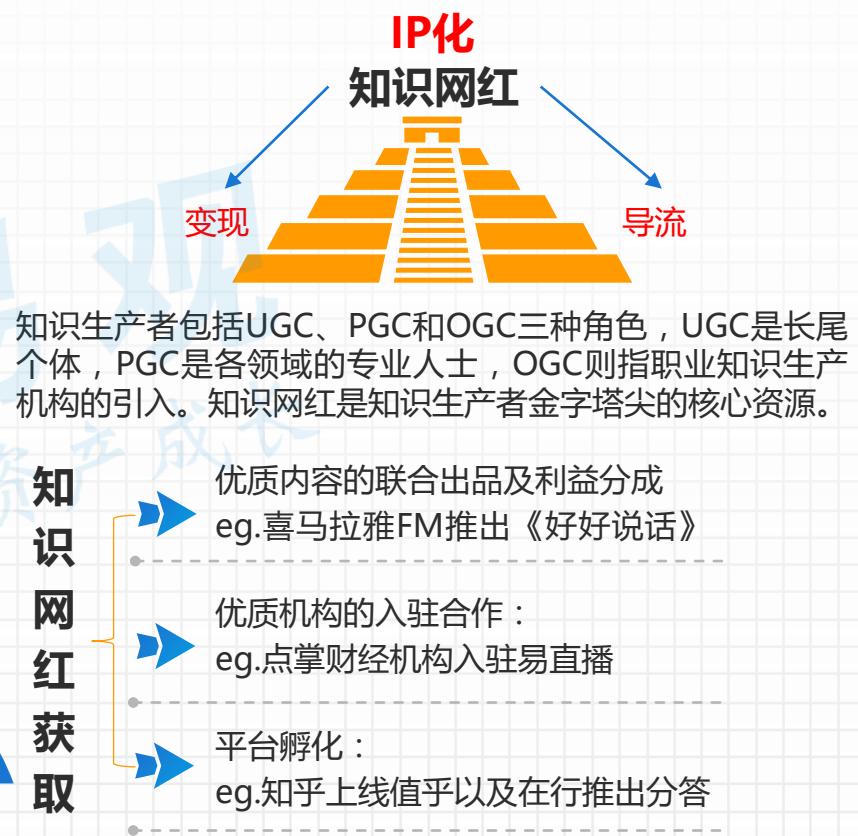 IP化
知识网红
变现
导流
知识生产者包括UGC、PGC和OGC三种角色，UGC是长尾
个体，PGC是各领域的专业人士，OGC则指职业知识生产
机构的引入。知识网红是知识生产者金字塔尖的核心资源。
知识网红获取
优质内容的联合出品及利益分成
eg.喜马拉雅FM推出《好好说话》
优质机构的入驻合作：
eg.点掌财经机构入驻易直播
平台孵化：
eg.知乎上线值乎以及在行推出分答
观
资产成长